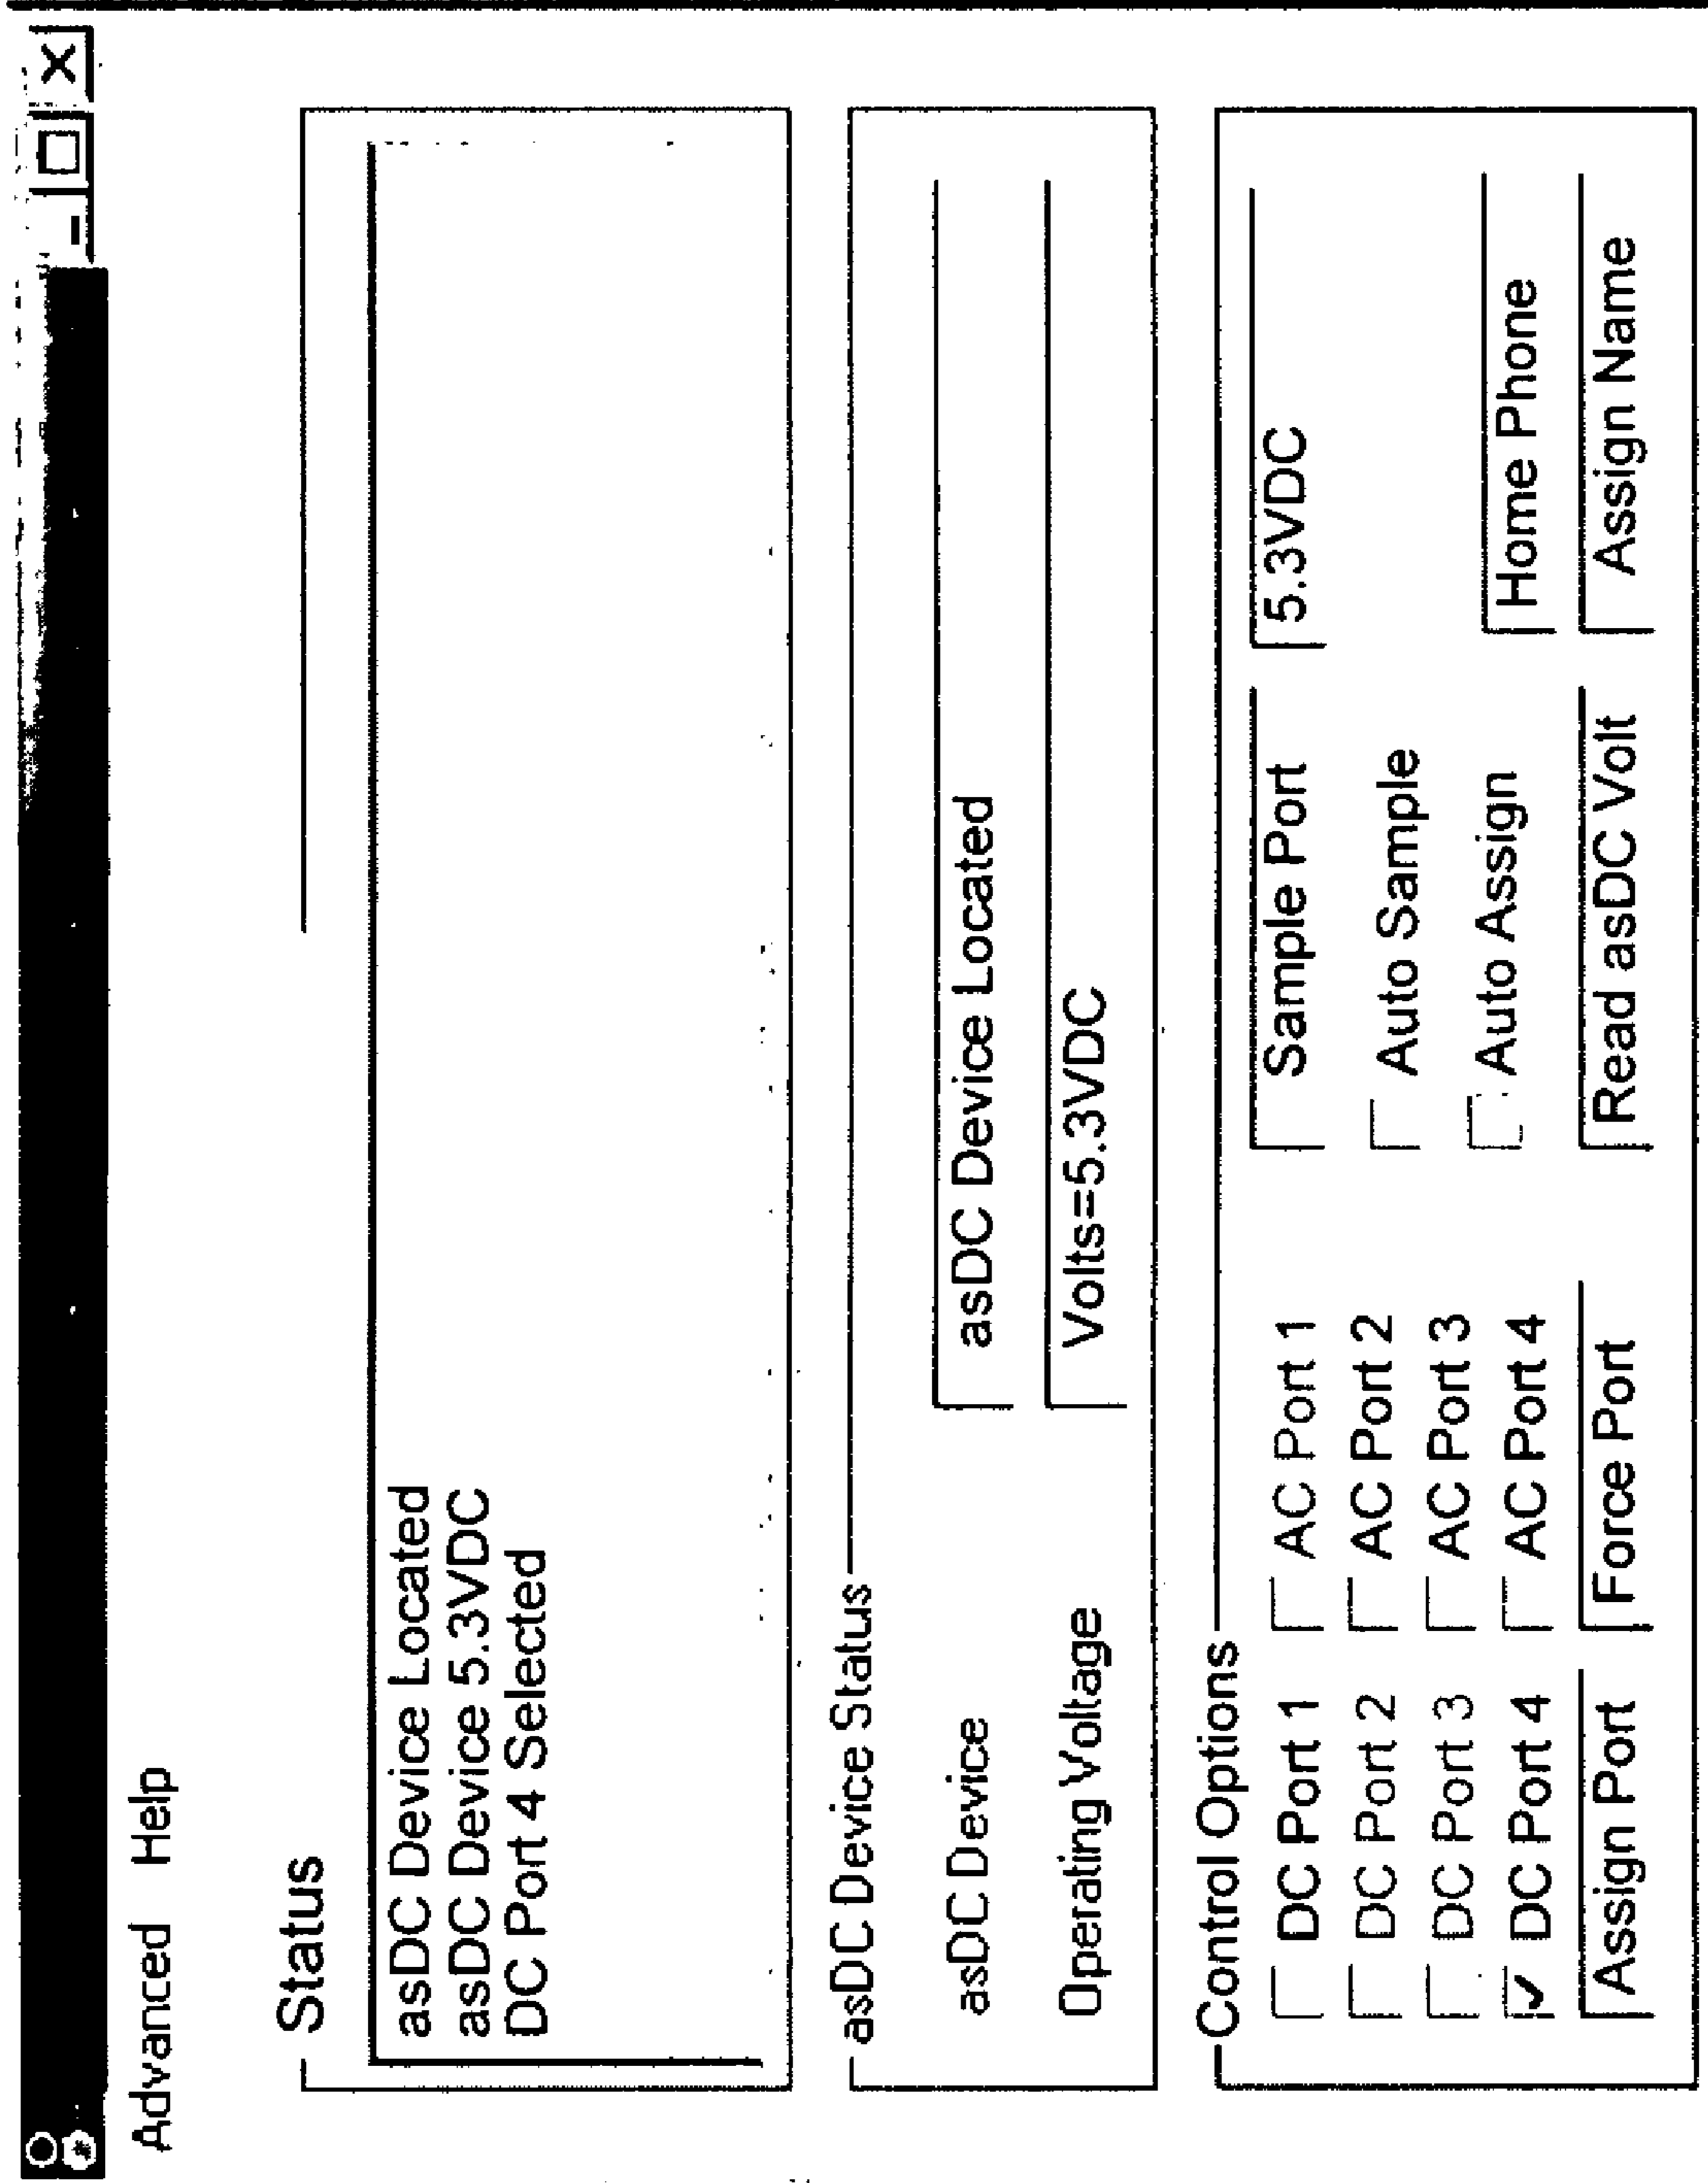 Advanced Help
Status
asDC Device Located
asDC Device 5.3VDC
DC Port 4 Selected
asDC Device Status
asDC Device asDC Device Located
Operating Voltage Volts=5.3VDC
Control Options
DC Port 1 AC Port 1 Sample Port 5.3VDC
DC Port 2 AC Port 2 Auto Sample
DC Port 3 AC Port 3 Auto Assign
DC Port 4 AC Port 4 Home Phone
Assign Port Force Port Read asDC Volt Assign Name